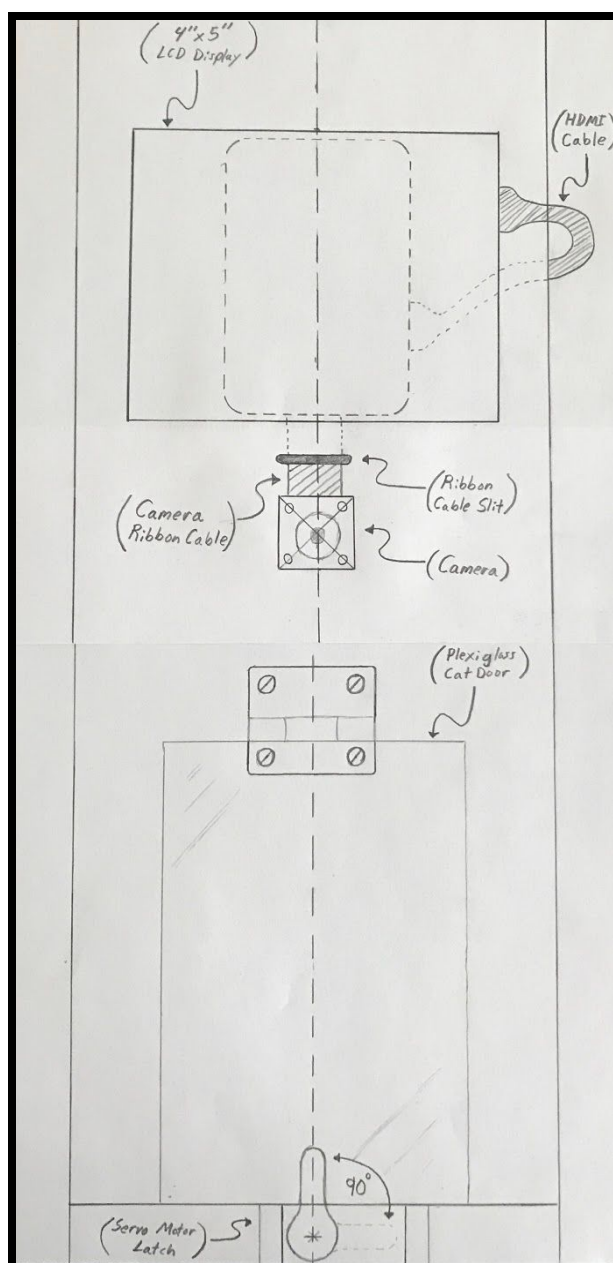 (4"x5"
LCD Display)
(HDMI
Cable)
(Ribbon
Cable Slit)
(Camera
Ribbon Cable)
(Camera)
(Plexiglass
Cat Door)
90°
(Servo Motor
Latch)